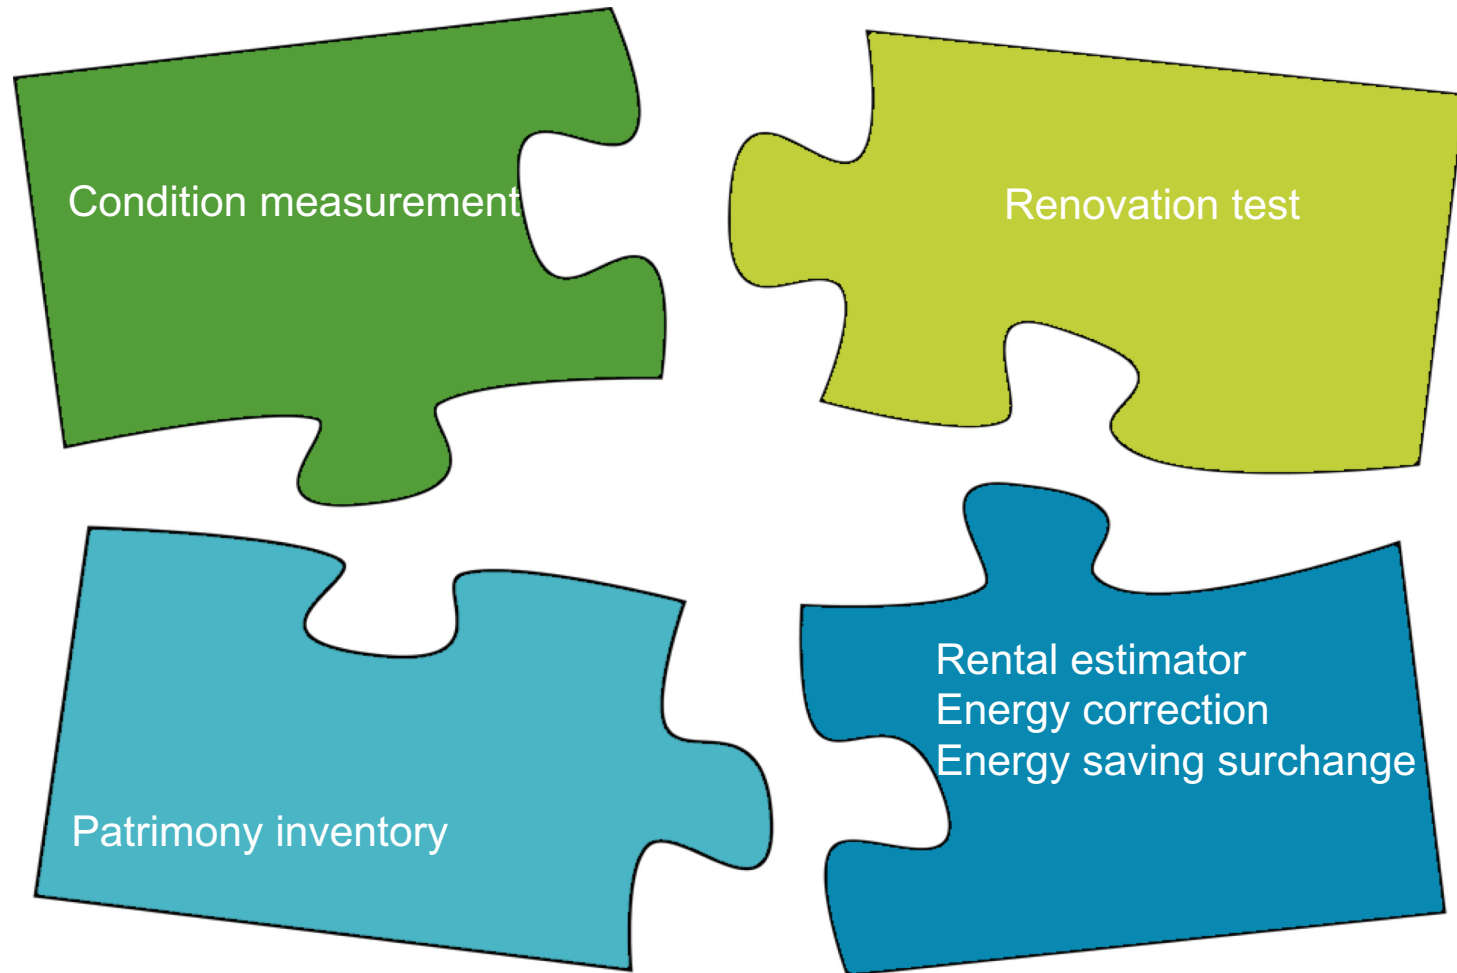 Condition measurement
Renovation test
Rental estimator
Energy correction
Energy saving surchange
Patrimony inventory